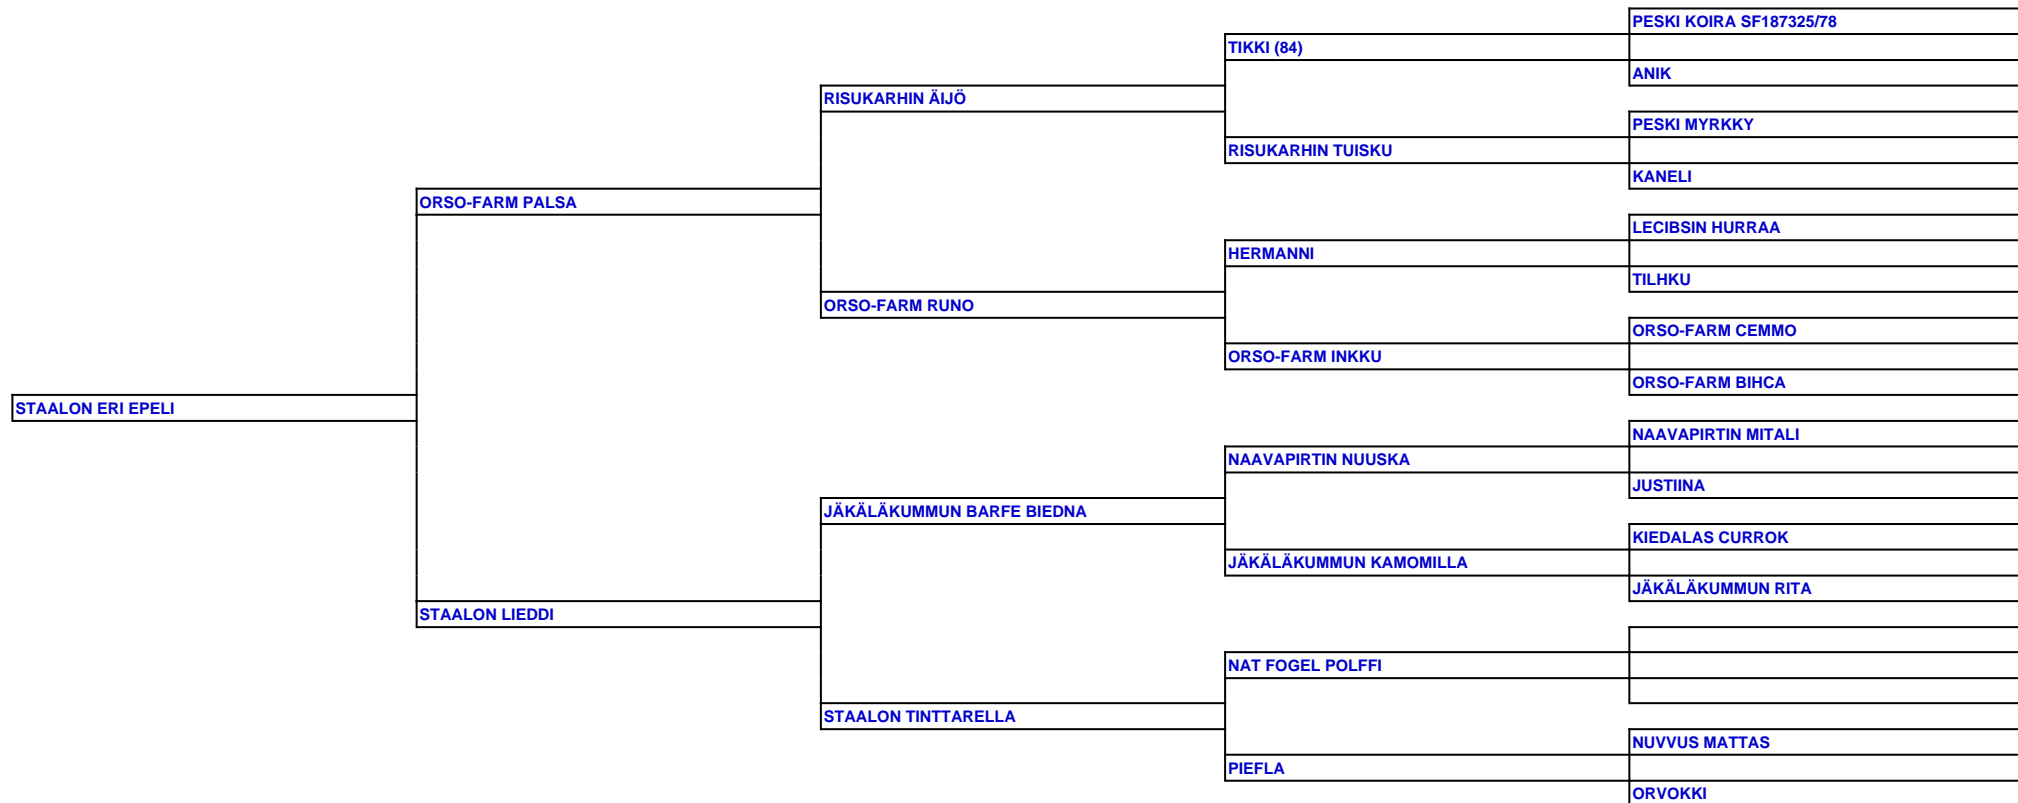 PESKI KOIRA SF187325/78
TIKKI (84)
ANIK
RISUKARHIN ÄIJÖ
PESKI MYRKKY
RISUKARHIN TUISKU
KANELI
ORSO-FARM PALSA
LECIBSIN HURRAA
HERMANNI
TILHKU
ORSO-FARM RUNO
ORSO-FARM CEMMO
ORSO-FARM INKKU
ORSO-FARM BIHCA
STAALON ERI EPELI
NAAVAPIRTIN MITALI
NAAVAPIRTIN NUUSKA
JUSTIINA
JÄKÄLÄKUMMUN BARFE BIEDNA
KIEDALAS CURROK
JÄKÄLÄKUMMUN KAMOMILLA
JÄKÄLÄKUMMUN RITA
STAALON LIEDDI
NAT FOGEL POLFFI
STAALON TINTTARELLA
NUVVUS MATTAS
PIEFLA
ORVOKKI